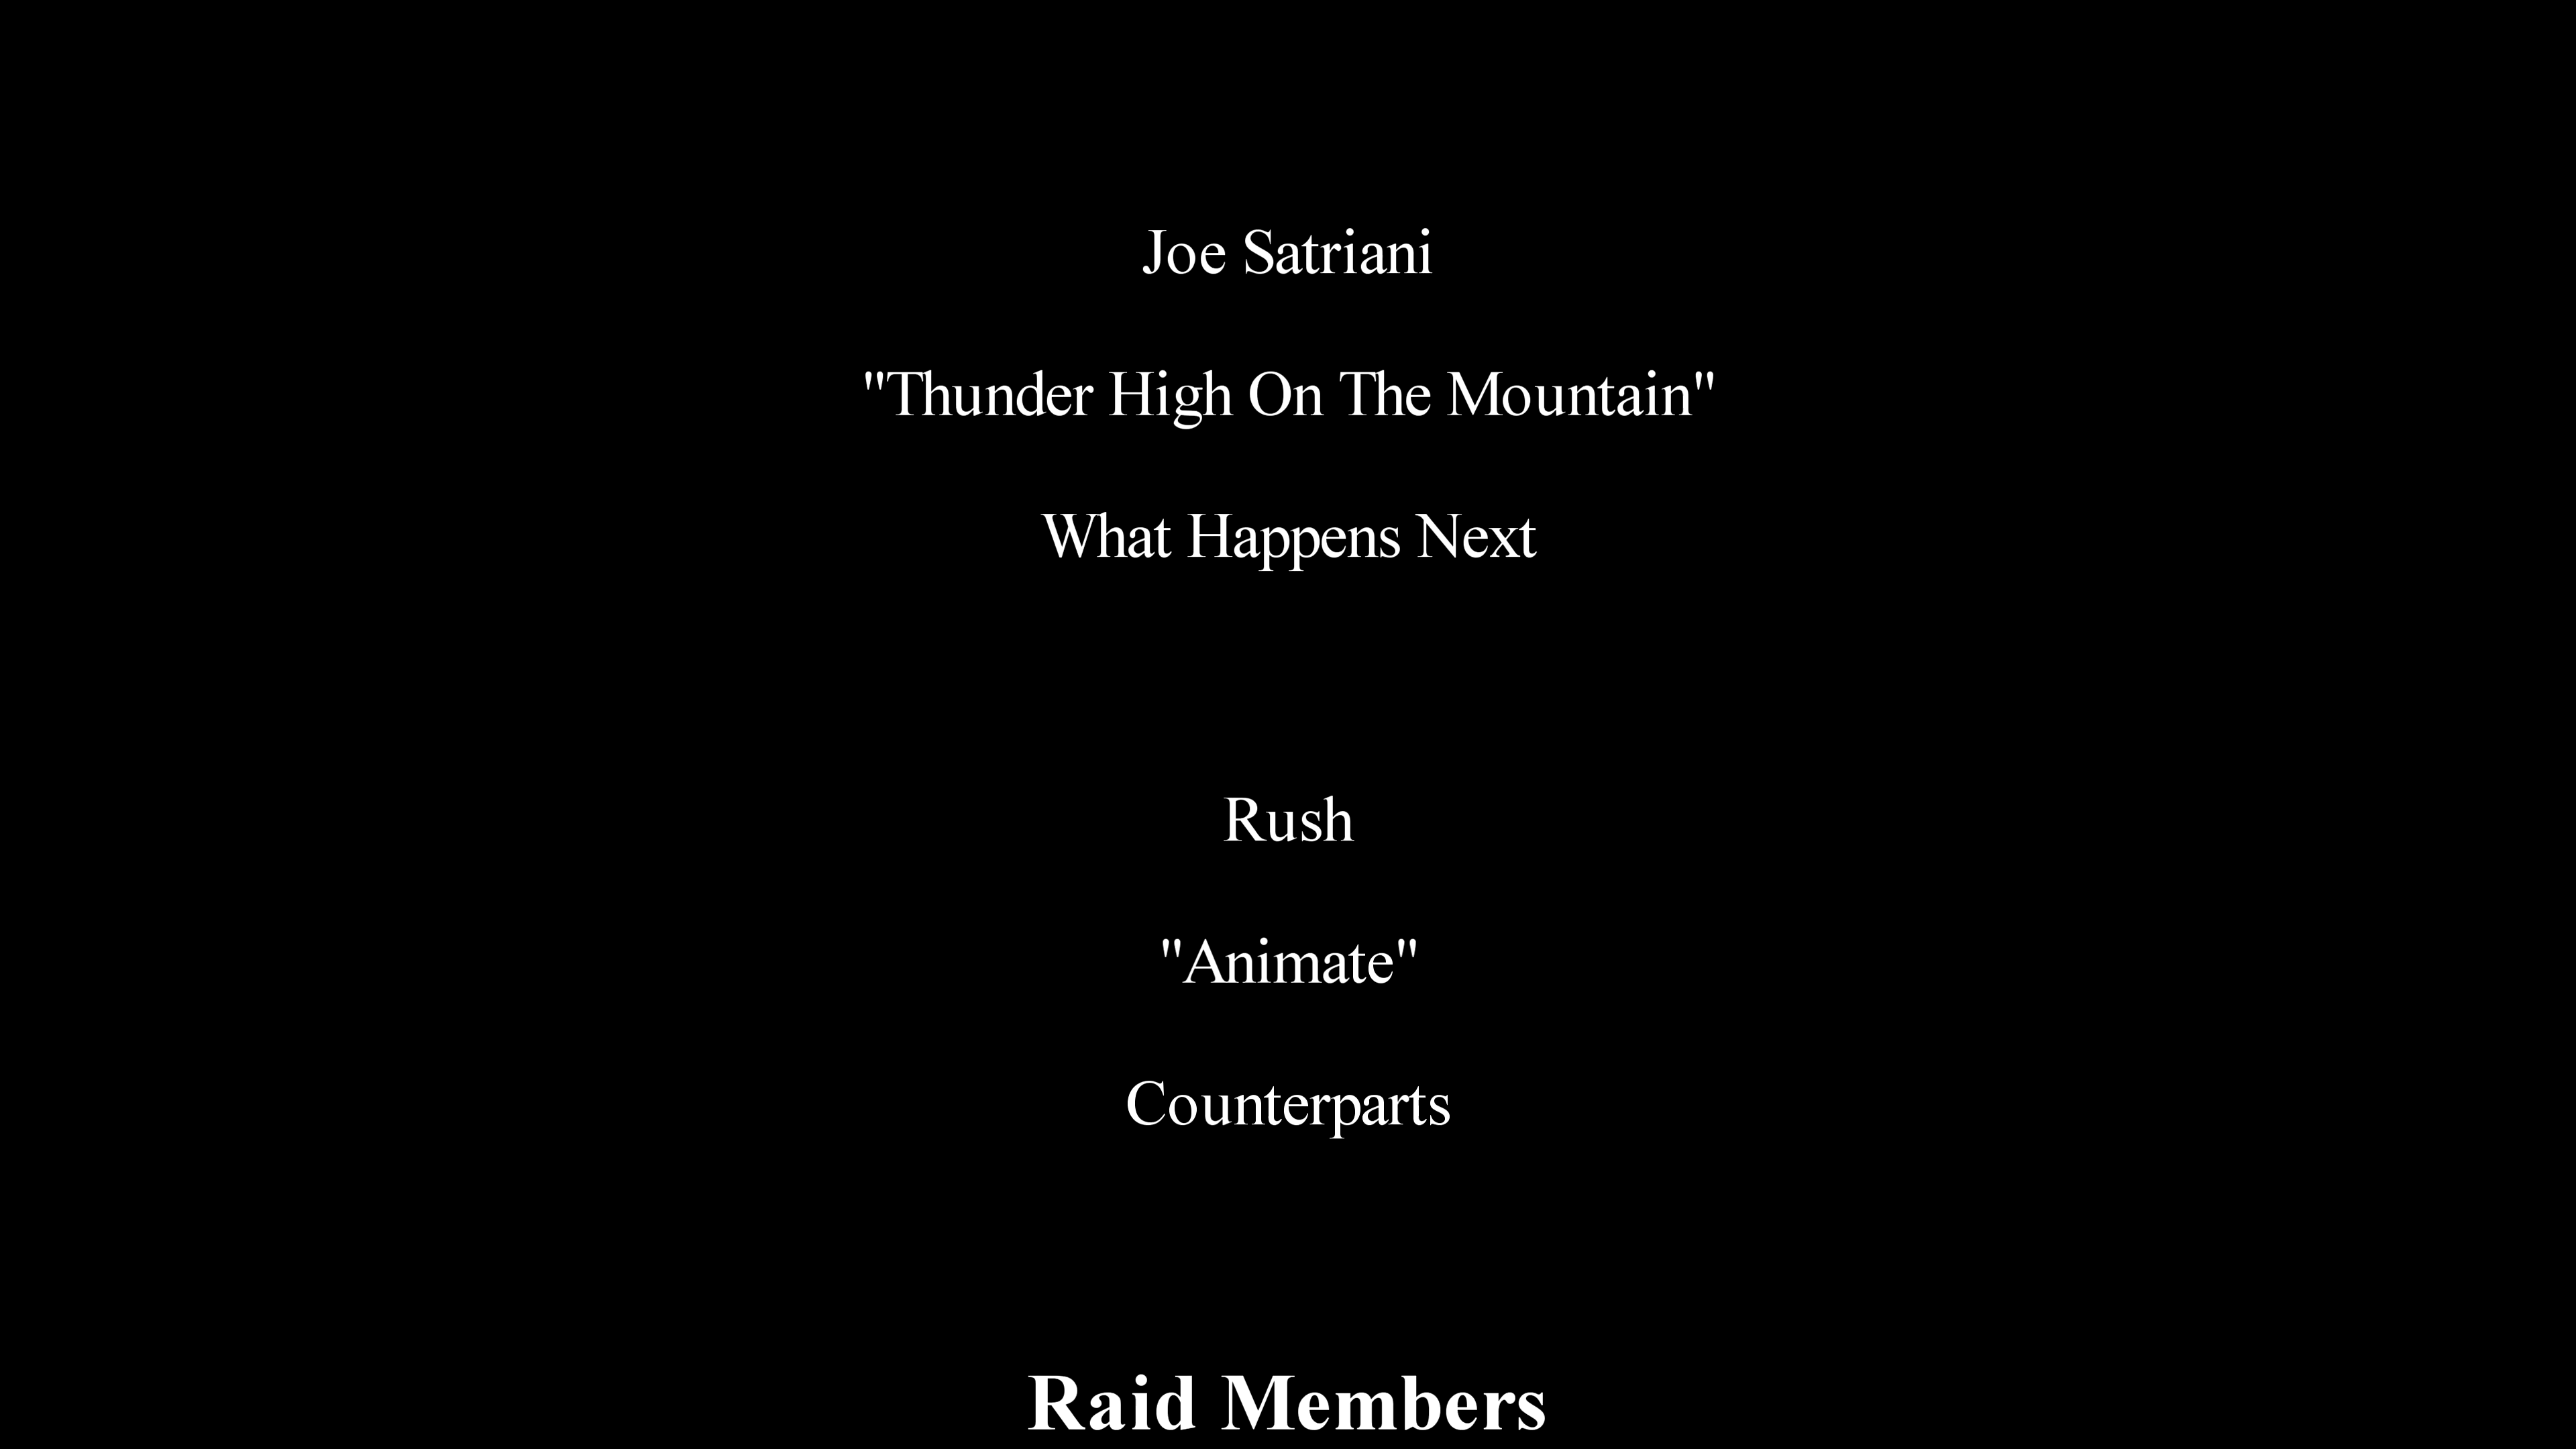 Joe Satriani
"Thunder High On The Mountain"
What Happens Next
Rush
"Animate"
Counterparts
Raid Members